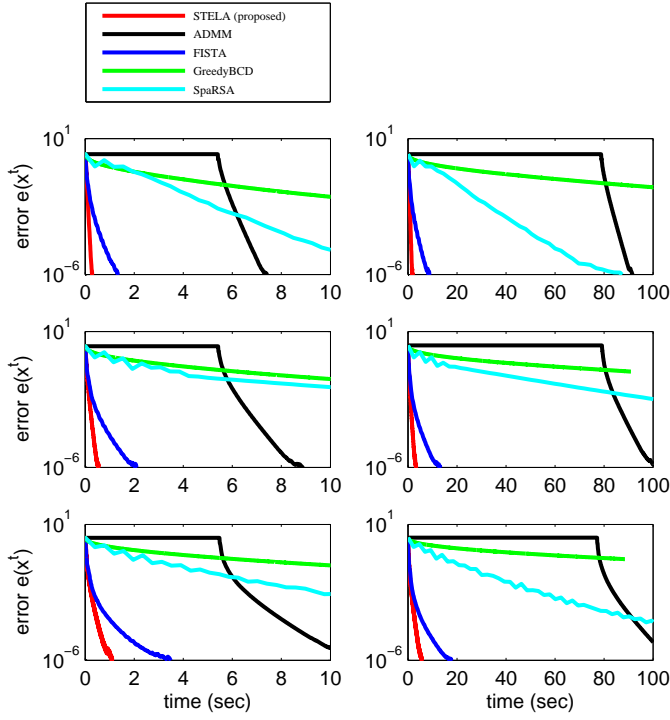 STELA (proposed)
ADMM
FISTA
GreedyBCD
SpaRSA
10^1
10^-6
error e(x^t)
0 2 4 6 8 10
10^1
10^-6
0 20 40 60 80 100
10^1
10^-6
error e(x^t)
0 2 4 6 8 10
10^1
10^-6
0 20 40 60 80 100
10^1
10^-6
error e(x^t)
0 2 4 6 8 10
time (sec)
10^1
10^-6
0 20 40 60 80 100
time (sec)